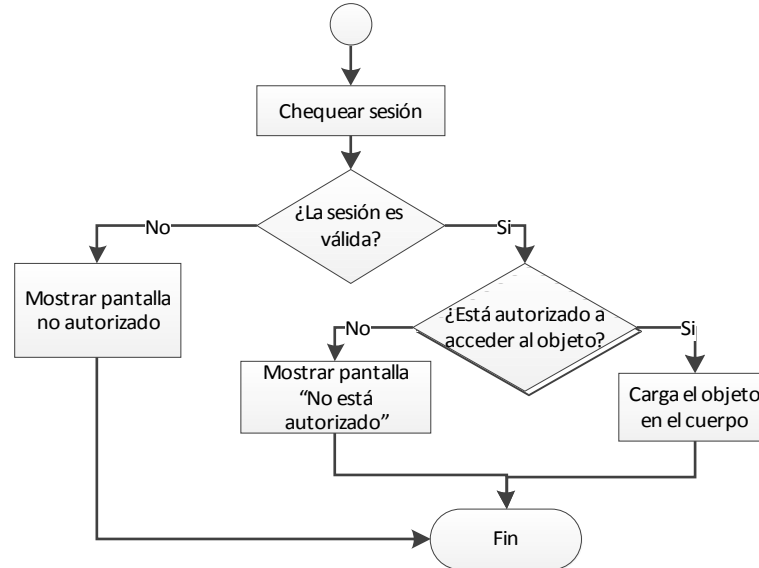 Chequear sesión
¿La sesión es
válida?
No
Si
Mostrar pantalla
no autorizado
¿Está autorizado a
acceder al objeto?
No
Si
Mostrar pantalla
“No está
autorizado”
Carga el objeto
en el cuerpo
Fin